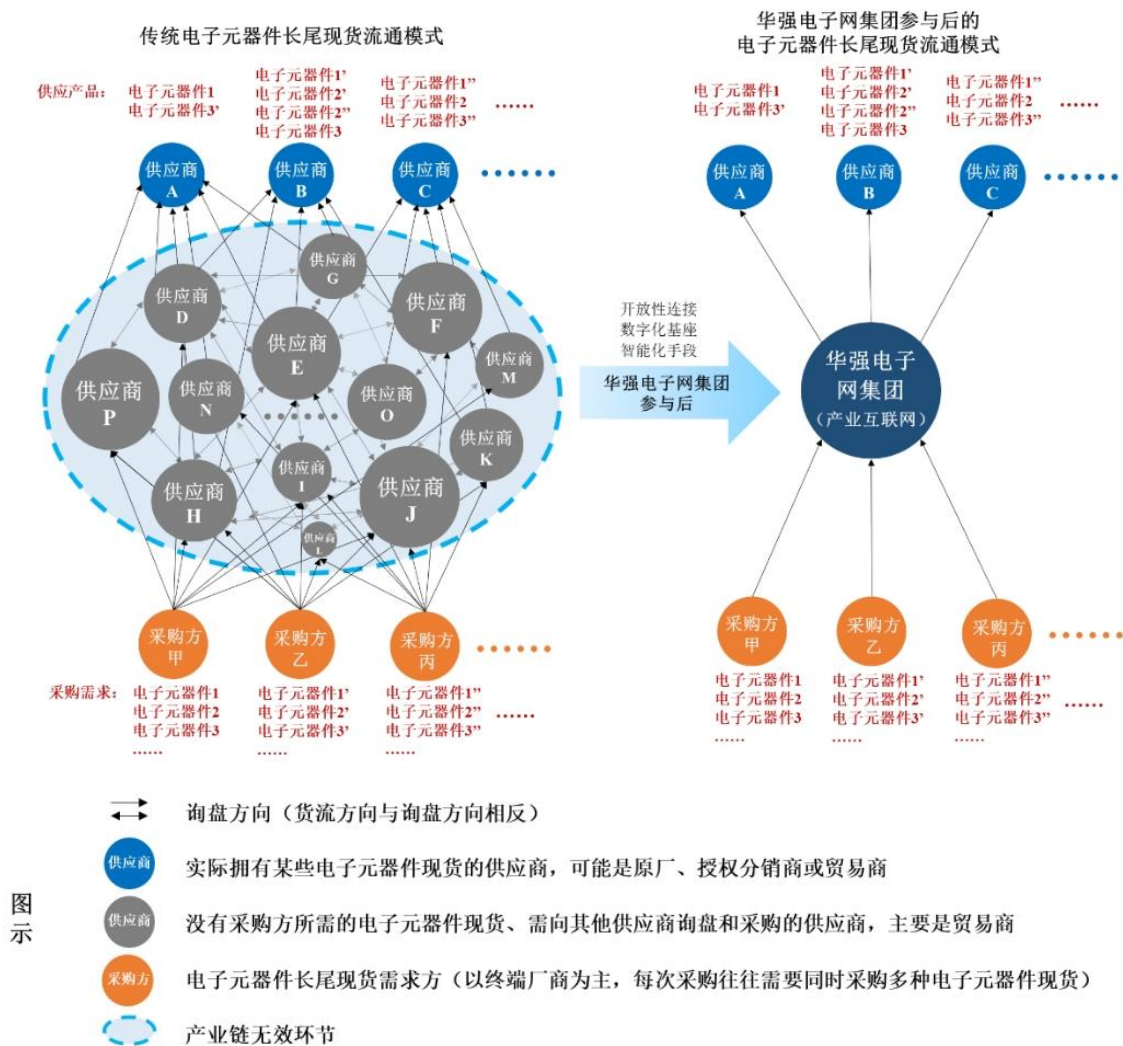 传统电子元器件长尾现货流通模式
供应产品：
电子元器件1
电子元器件3’
电子元器件1’
电子元器件2’
电子元器件2”
电子元器件3
电子元器件1”
电子元器件2
电子元器件3”
……
供应商
A
供应商
B
供应商
C
……
供应商
G
供应商
D
供应商
F
供应商
E
供应商
M
供应商
P
供应商
N
供应商
O
……
供应商
K
供应商
I
供应商
H
供应商
J
供应商
L
采购方
甲
采购方
乙
采购方
丙
……
采购需求：
电子元器件1
电子元器件2
电子元器件3
……
电子元器件1’
电子元器件2’
电子元器件3’
……
电子元器件1”
电子元器件2”
电子元器件3”
……
……
开放性连接
数字化基座
智能化手段
华强电子网集团
参与后
华强电子网集团参与后的
电子元器件长尾现货流通模式
电子元器件1
电子元器件3’
电子元器件1’
电子元器件2’
电子元器件2”
电子元器件3
电子元器件1”
电子元器件2
电子元器件3”
……
供应商
A
供应商
B
供应商
C
……
华强电子
网集团
（产业互联网）
采购方
甲
采购方
乙
采购方
丙
……
电子元器件1
电子元器件2
电子元器件3
……
电子元器件1’
电子元器件2’
电子元器件3’
……
电子元器件1”
电子元器件2”
电子元器件3”
……
……
图示
询盘方向（货流方向与询盘方向相反）
供应商
实际拥有某些电子元器件现货的供应商，可能是原厂、授权分销商或贸易商
供应商
没有采购方所需的电子元器件现货、需向其他供应商询盘和采购的供应商，主要是贸易商
采购方
电子元器件长尾现货需求方（以终端厂商为主，每次采购往往需要同时采购多种电子元器件现货）
产业链无效环节